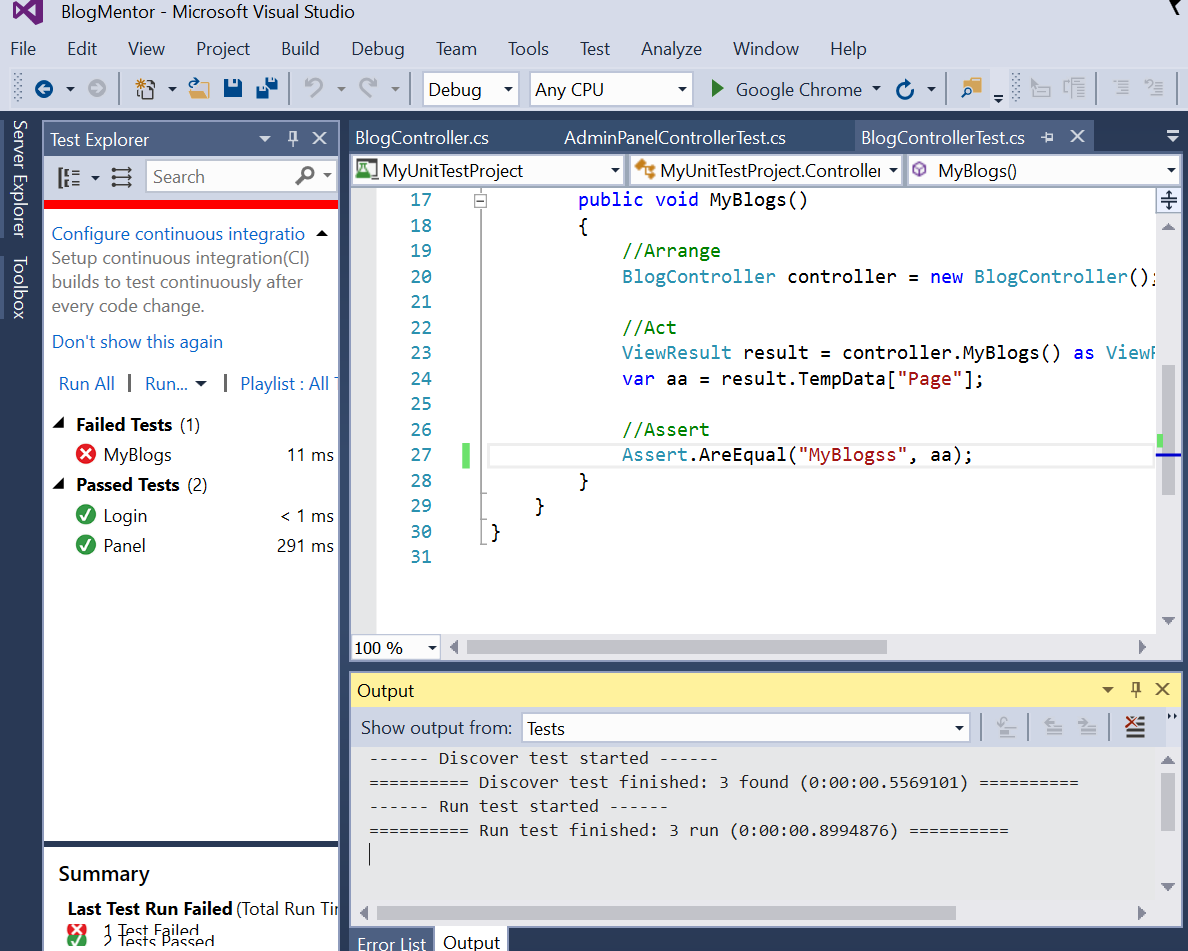 BlogMentor - Microsoft Visual Studio
File Edit View Project Build Debug Team Tools Test Analyze Window Help
Debug Any CPU Google Chrome
Server Explorer
Toolbox
Test Explorer
Search
Configure continuous integratio
Setup continuous integration(CI)
builds to test continuously after
every code change.
Don't show this again
Run All | Run... | Playlist : All
Failed Tests (1)
MyBlogs 11 ms
Passed Tests (2)
Login < 1 ms
Panel 291 ms
Summary
Last Test Run Failed (Total Run Tir
1 Test Failed
2 Tests Passed
BlogController.cs AdminPanelControllerTest.cs BlogControllerTest.cs
MyUnitTestProject MyUnitTestProject.Controller MyBlogs()
17 public void MyBlogs()
18 {
19 //Arrange
20 BlogController controller = new BlogController();
21
22 //Act
23 ViewResult result = controller.MyBlogs() as ViewR
24 var aa = result.TempData["Page"];
25
26 //Assert
27 Assert.AreEqual("MyBlogss", aa);
28 }
29 }
30 }
31
100 %
Output
Show output from: Tests
------ Discover test started ------
========== Discover test finished: 3 found (0:00:00.5569101) ==========
------ Run test started ------
========== Run test finished: 3 run (0:00:00.8994876) ==========
Error List Output